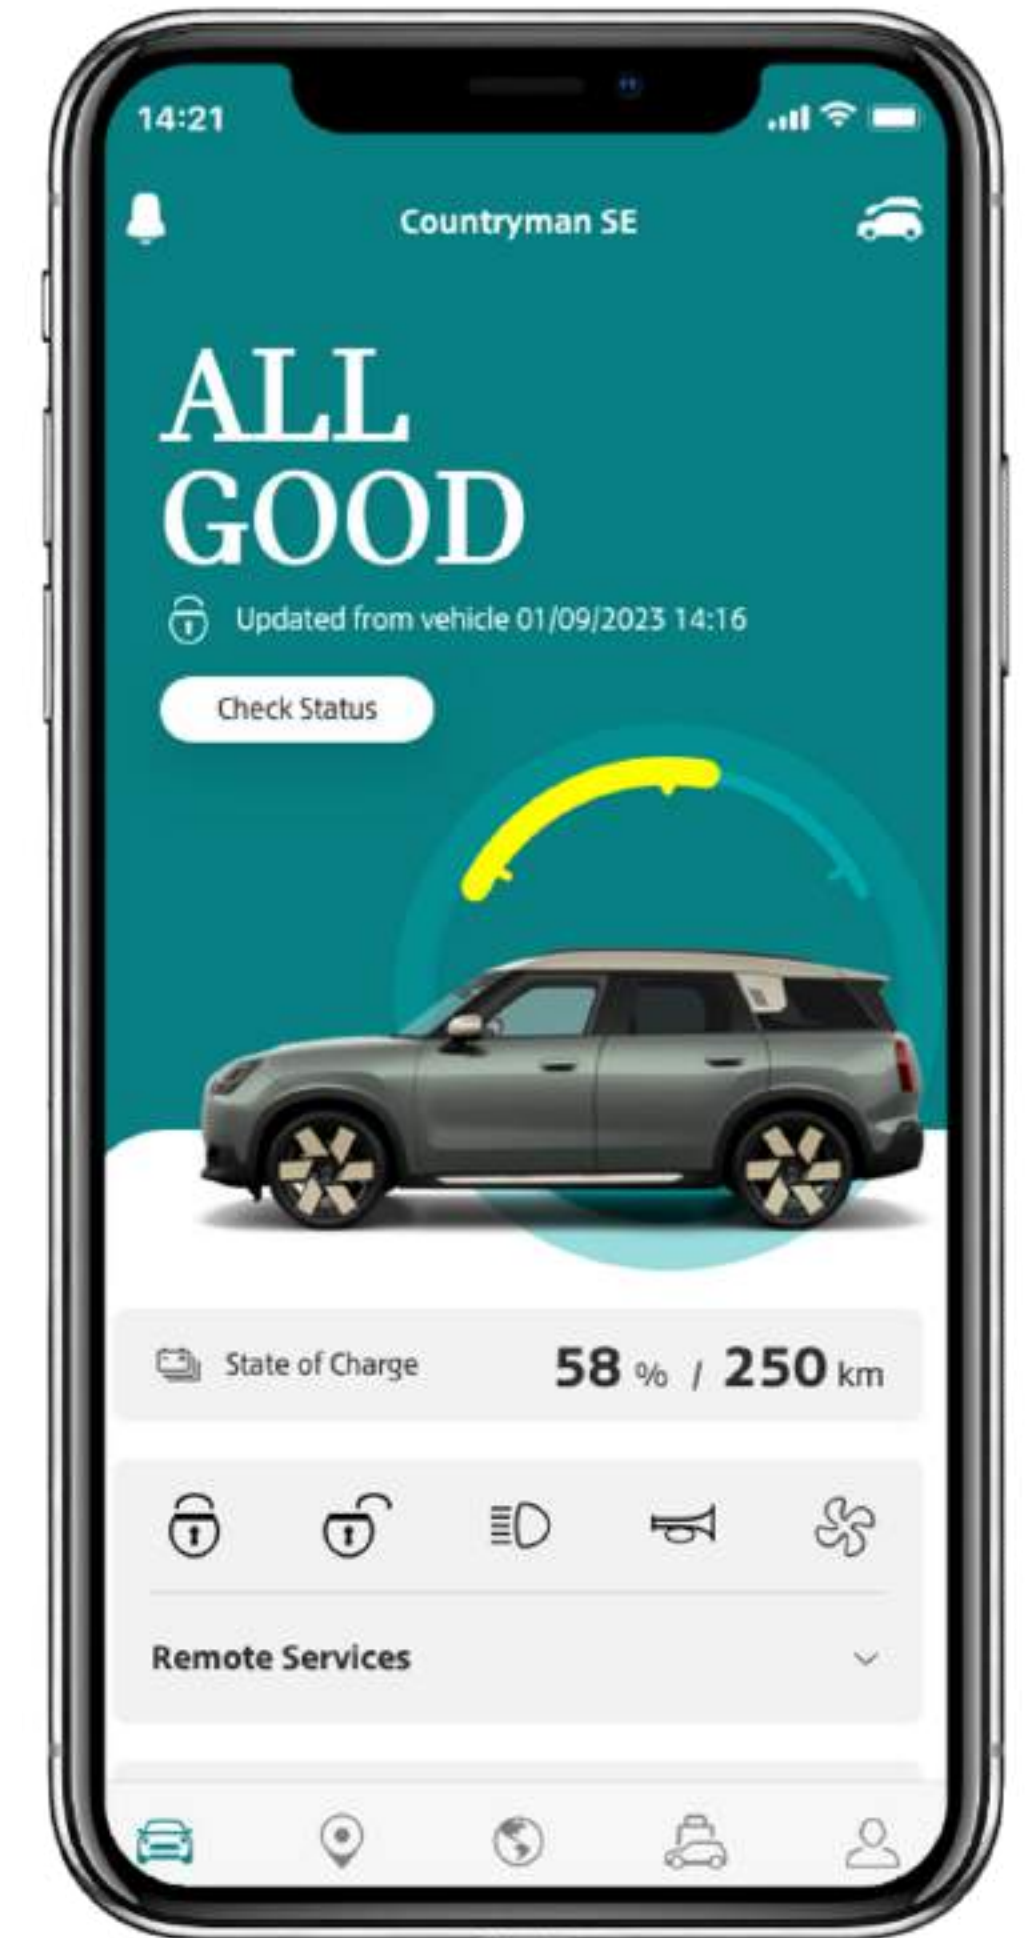 14:21
Countryman SE
ALL
GOOD
Updated from vehicle 01/09/2023 14:16
Check Status
State of Charge 58 % / 250 km
Remote Services